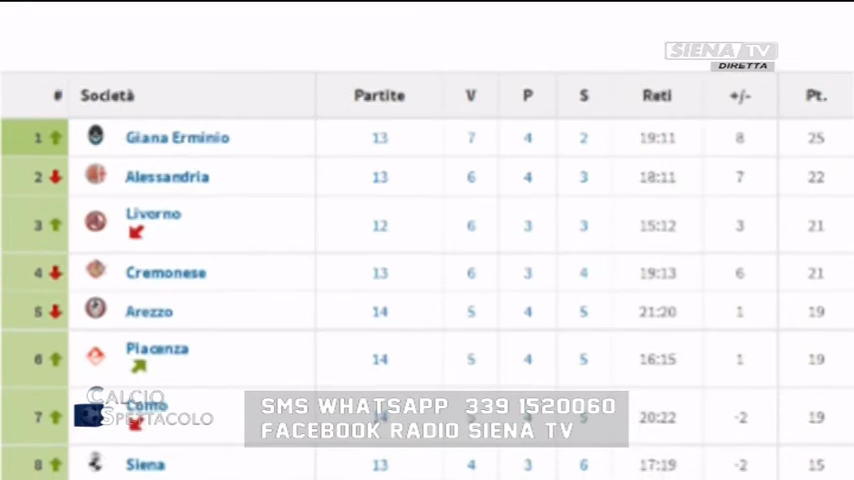 SIENA TV
DIRETTA
# Società Partite V P S Reti +/- Pt.
1 Giana Erminio 13 7 4 2 19:11 8 25
2 Alessandria 13 6 4 3 18:11 7 22
3 Livorno 12 6 3 3 15:12 3 21
4 Cremonese 13 6 3 4 19:13 6 21
5 Arezzo 14 5 4 5 21:20 1 19
6 Piacenza 14 5 4 5 16:15 1 19
7 Como 5 20:22 -2 19
8 Siena 13 4 3 6 17:19 -2 15
CALCIO
SPETTACOLO
SMS WHATSAPP 339 1520060
FACEBOOK RADIO SIENA TV